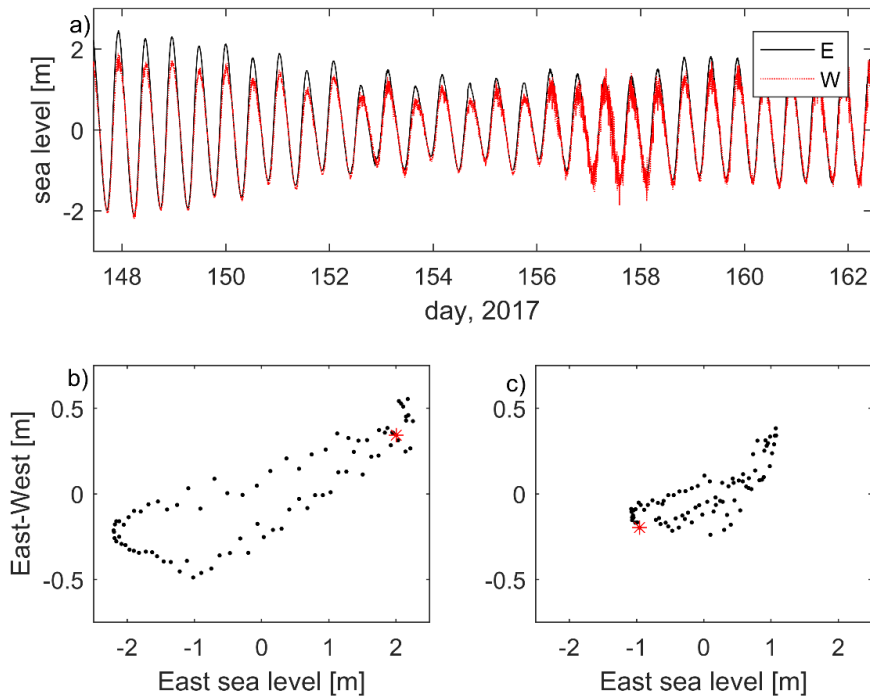 a)
sea level [m]
2
0
-2
E
W
148 150 152 154 156 158 160 162
day, 2017
b)
East-West [m]
0.5
0
-0.5
-2 -1 0 1 2
East sea level [m]
c)
0.5
0
-0.5
-2 -1 0 1 2
East sea level [m]